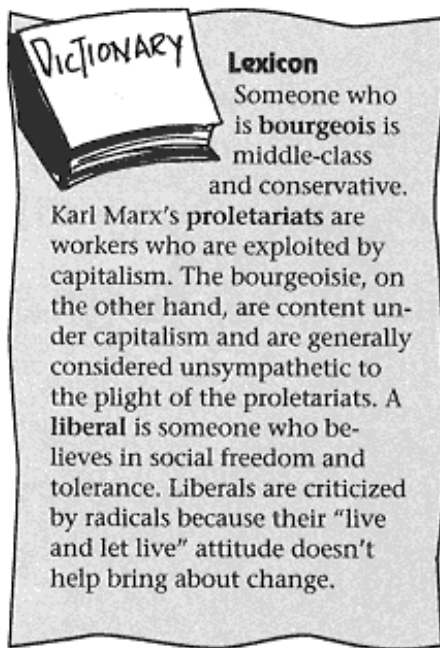 DICTIONARY
Lexicon
Someone who
is bourgeois is
middle-class
and conservative.
Karl Marx's proletariats are
workers who are exploited by
capitalism. The bourgeoisie, on
the other hand, are content un-
der capitalism and are generally
considered unsympathetic to
the plight of the proletariats. A
liberal is someone who be-
lieves in social freedom and
tolerance. Liberals are criticized
by radicals because their “live
and let live” attitude doesn't
help bring about change.